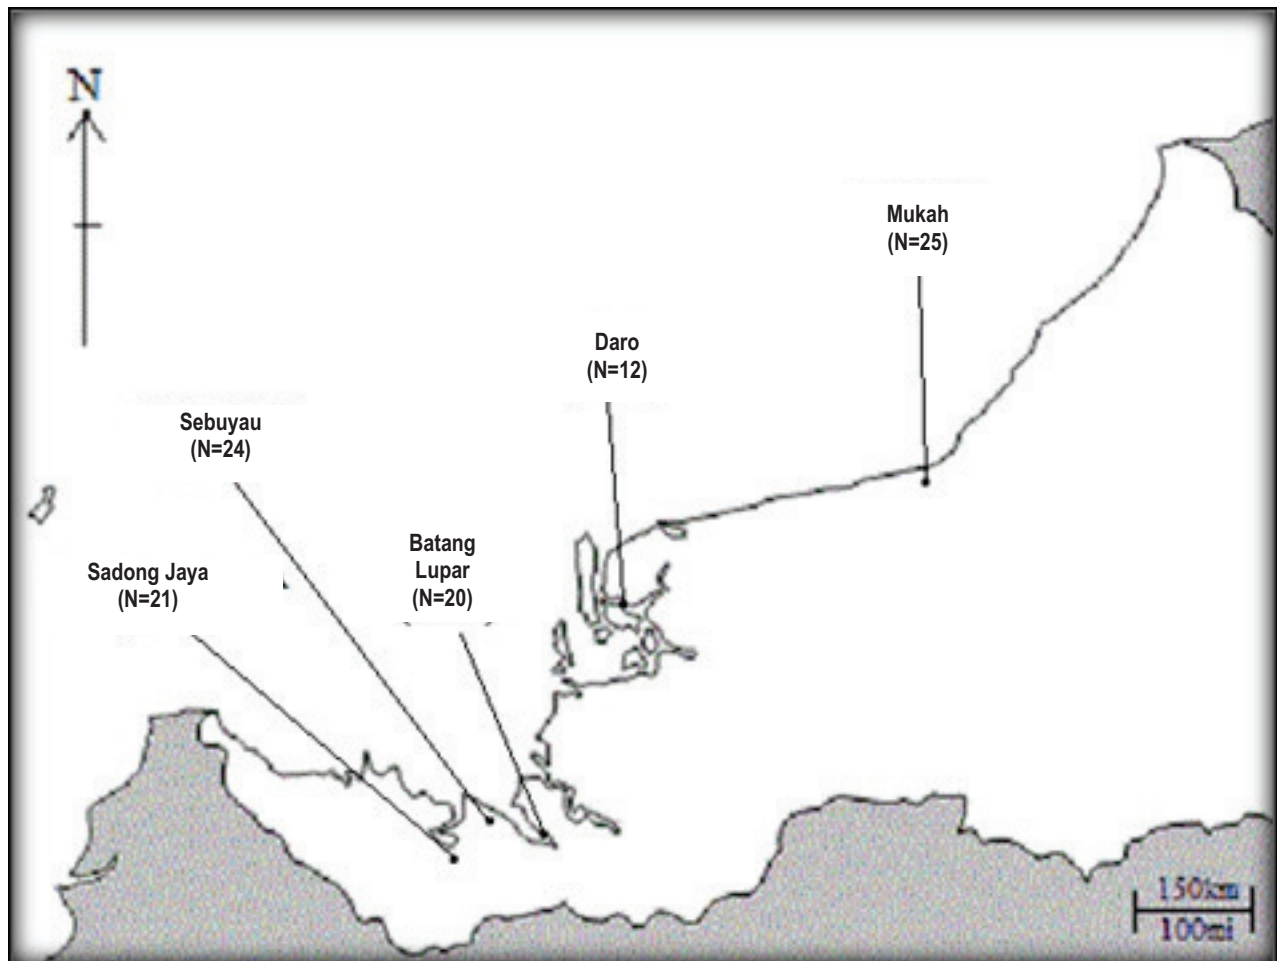 N
Mukah
(N=25)
Daro
(N=12)
Sebuyau
(N=24)
Batang
Lupar
(N=20)
Sadong Jaya
(N=21)
150km
100mi